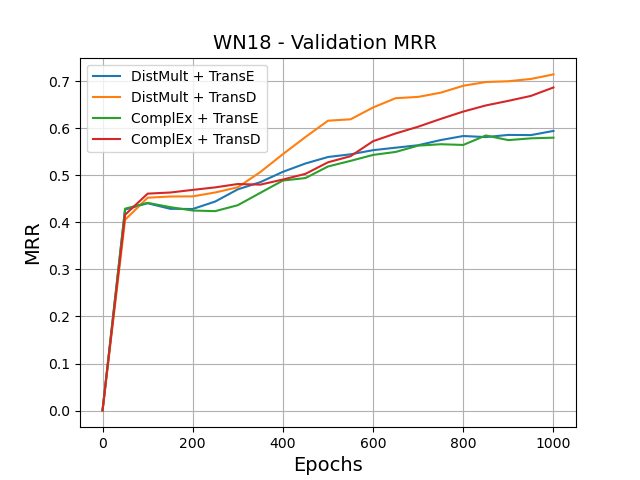 WN18 - Validation MRR
DistMult + TransE
DistMult + TransD
ComplEx + TransE
ComplEx + TransD
MRR
0.7
0.6
0.5
0.4
0.3
0.2
0.1
0.0
0 200 400 600 800 1000
Epochs